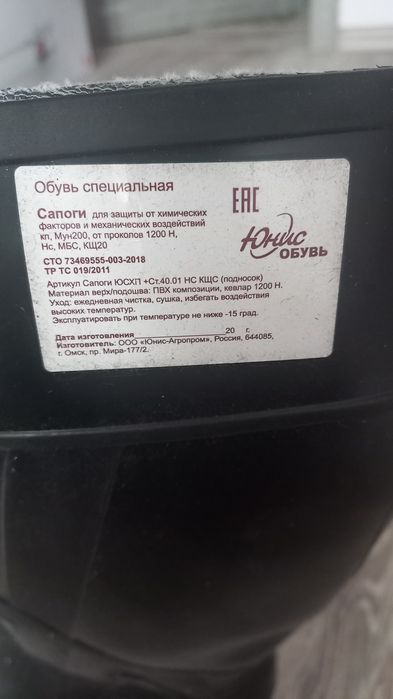 Обувь специальная
EAC
Сапоги для защиты от химических
факторов и механических воздействий
кп, Мун200, от проколов 1200 Н,
Нс, МБС, КЩ20
Юнис
ОБУВЬ
СТО 73469555-003-2018
ТР ТС 019/2011
Артикул Сапоги ЮСХП +Ст.40.01 НС КЩС (подносок)
Материал верх/подошва: ПВХ композиции, кевлар 1200 Н.
Уход: ежедневная чистка, сушка, избегать воздействия
высоких температур.
Эксплуатировать при температуре не ниже -15 град.
Дата изготовления 20 г.
Изготовитель: ООО «Юнис-Агропром», Россия, 644085,
г. Омск, пр. Мира-177/2.